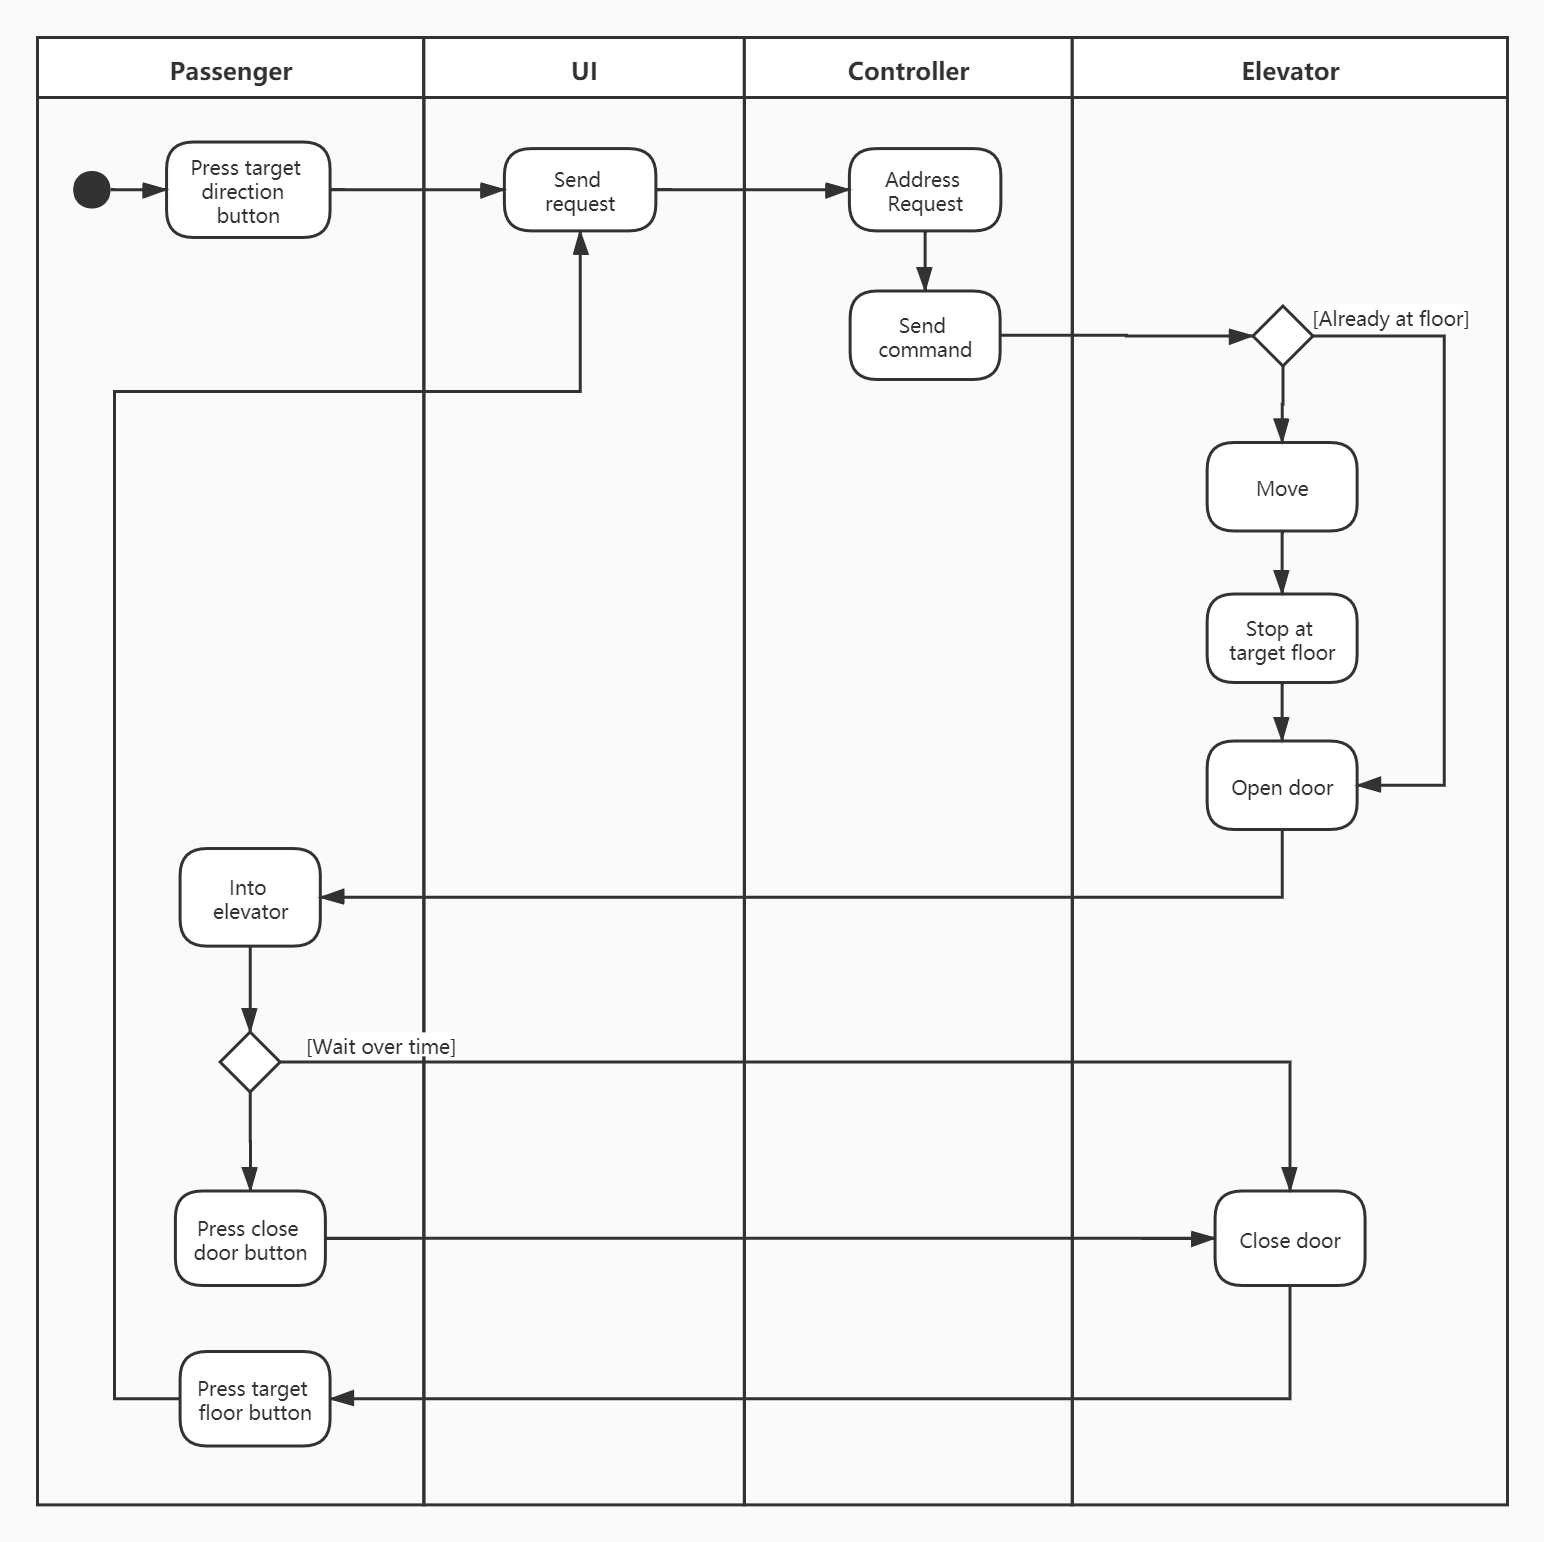 Passenger
UI
Controller
Elevator
Press target
direction
button
Send
request
Address
Request
Send
command
[Already at floor]
Move
Stop at
target floor
Open door
Into
elevator
[Wait over time]
Press close
door button
Close door
Press target
floor button